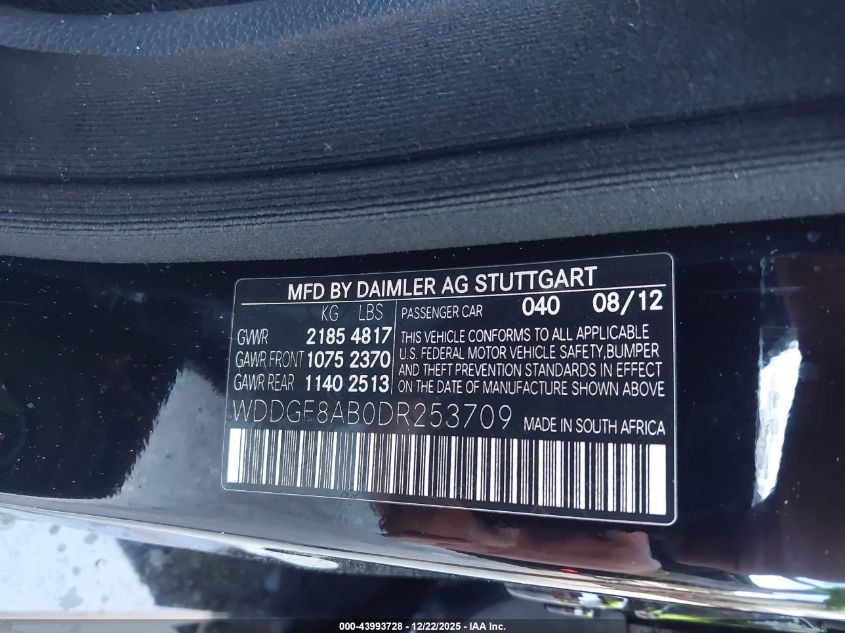 MFD BY DAIMLER AG STUTTGART
KG LBS
GVWR 2185 4817
GAWR FRONT 1075 2370
GAWR REAR 1140 2513
PASSENGER CAR 040 08/12
THIS VEHICLE CONFORMS TO ALL APPLICABLE
U.S. FEDERAL MOTOR VEHICLE SAFETY, BUMPER
AND THEFT PREVENTION STANDARDS IN EFFECT
ON THE DATE OF MANUFACTURE SHOWN ABOVE
WDDGF8AB0DR253709 MADE IN SOUTH AFRICA
000-43993728 - 12/22/2025 - IAA Inc.